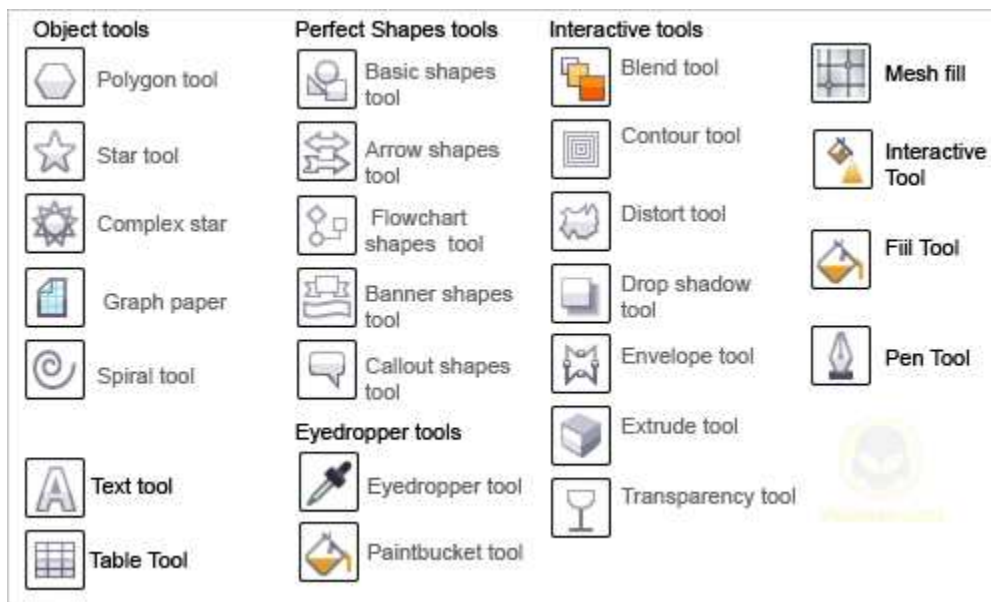 Object tools
Polygon tool
Star tool
Complex star
Graph paper
Spiral tool
Text tool
Table Tool
Perfect Shapes tools
Basic shapes
tool
Arrow shapes
tool
Flowchart
shapes tool
Banner shapes
tool
Callout shapes
tool
Eyedropper tools
Eyedropper tool
Paintbucket tool
Interactive tools
Blend tool
Contour tool
Distort tool
Drop shadow
tool
Envelope tool
Extrude tool
Transparency tool
Mesh fill
Interactive
Tool
Fiil Tool
Pen Tool